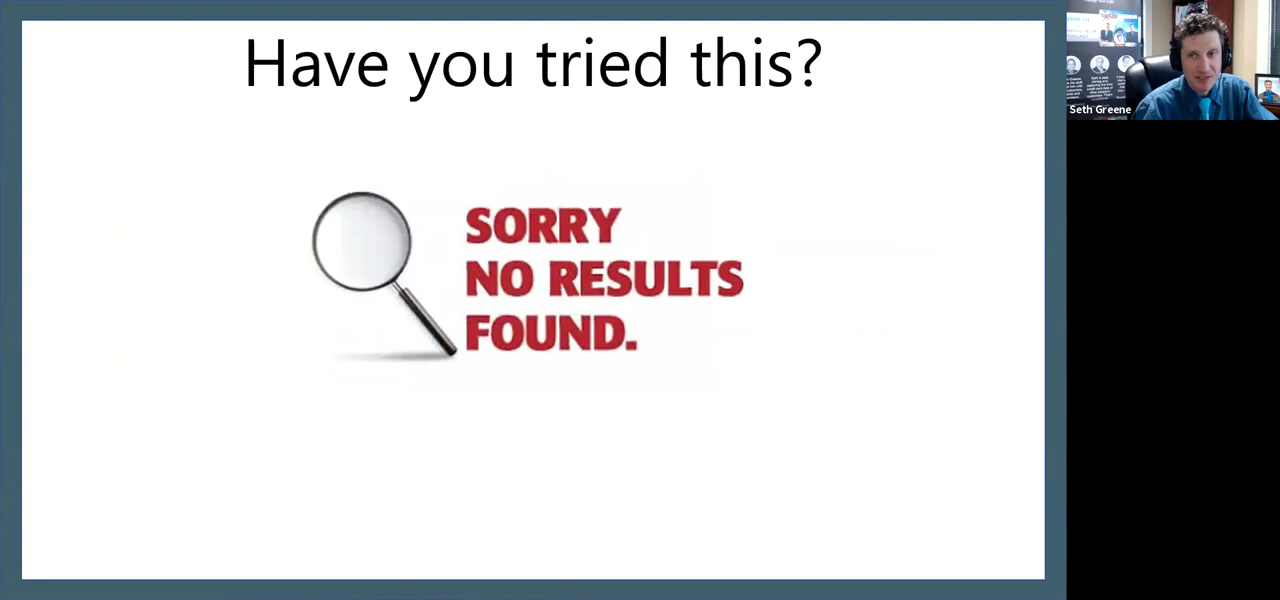 Have you tried this?
SORRY
NO RESULTS
FOUND.
Seth Greene